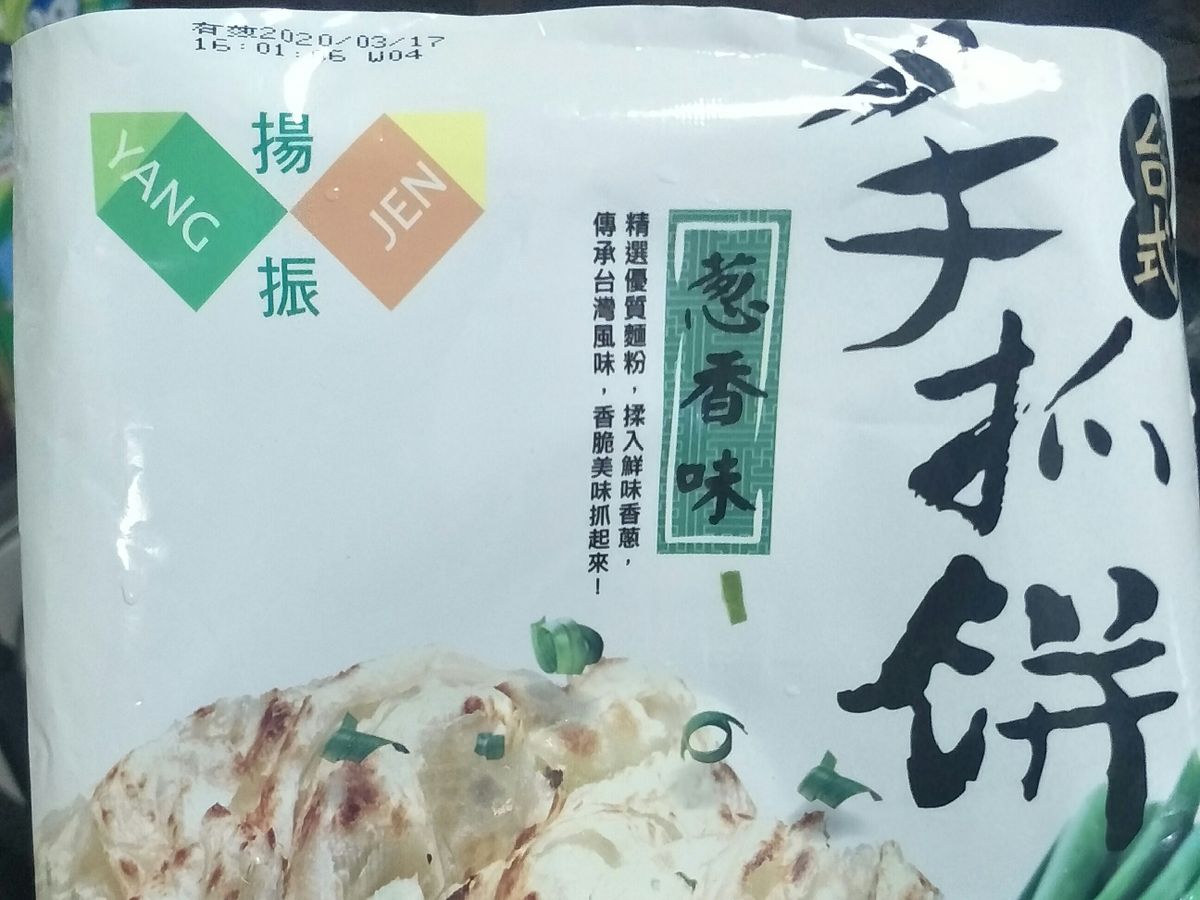 有效2020/03/17
W04
YANG
揚
振
JEN
台式
手抓餅
葱香味
精選優質麵粉，揉入鮮味香蔥，
傳承台灣風味，香脆美味抓起來！